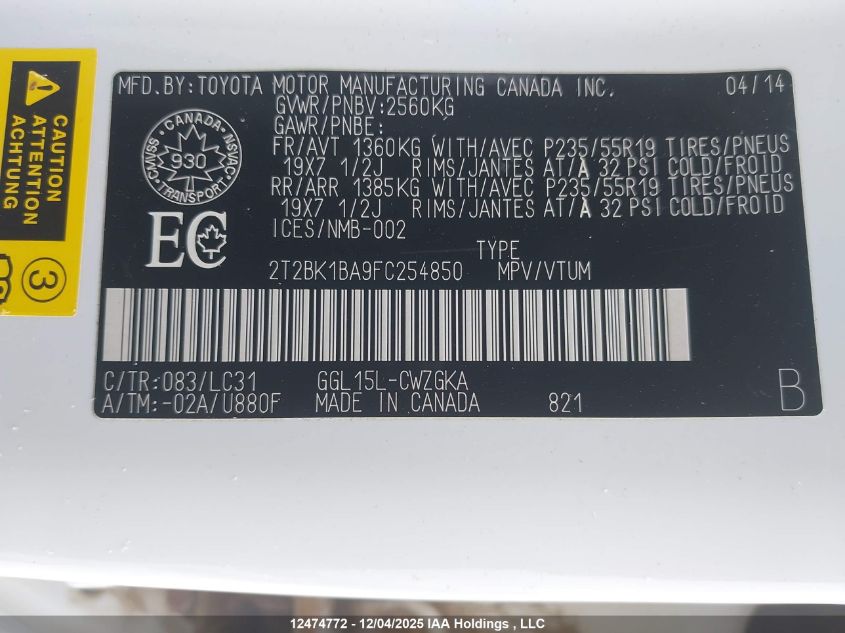 CAUTION
ATTENTION
ATENCION
3
MFD.BY:TOYOTA MOTOR MANUFACTURING CANADA INC. 04/14
GVWR/PNBV:2560KG
GAWR/PNBE:
FR/AVT 1360KG WITH/AVEC P235/55R19 TIRES/PNEUS
19X7 1/2J RIMS/JANTES AT/À 32 PSI COLD/FROID
RR/ARR 1385KG WITH/AVEC P235/55R19 TIRES/PNEUS
19X7 1/2J RIMS/JANTES AT/À 32 PSI COLD/FROID
ICES/NMB-002
CANADA
CMVSS 930 NSVAC
TRANSPORT
EC
TYPE
2T2BK1BA9FC254850 MPV/VTUM
C/TR:083/LC31 GGL15L-CWZGKA
A/TM:-02A/U880F MADE IN CANADA 821 B
12474772 - 12/04/2025 IAA Holdings , LLC